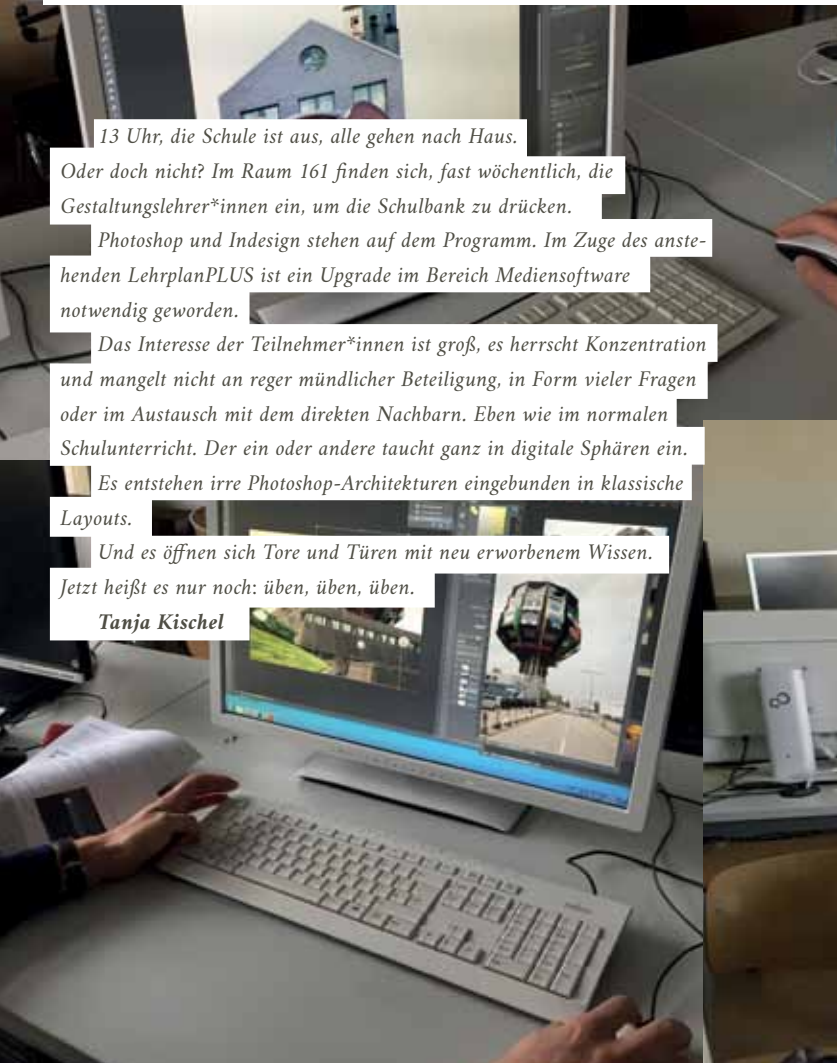 13 Uhr, die Schule ist aus, alle gehen nach Haus.
Oder doch nicht? Im Raum 161 finden sich, fast wöchentlich, die
Gestaltungslehrer*innen ein, um die Schulbank zu drücken.
Photoshop und Indesign stehen auf dem Programm. Im Zuge des anste-
henden LehrplanPLUS ist ein Upgrade im Bereich Mediensoftware
notwendig geworden.
Das Interesse der Teilnehmer*innen ist groß, es herrscht Konzentration
und mangelt nicht an reger mündlicher Beteiligung, in Form vieler Fragen
oder im Austausch mit dem direkten Nachbarn. Eben wie im normalen
Schulunterricht. Der ein oder andere taucht ganz in digitale Sphären ein.
Es entstehen irre Photoshop-Architekturen eingebunden in klassische
Layouts.
Und es öffnen sich Tore und Türen mit neu erworbenem Wissen.
Jetzt heißt es nur noch: üben, üben, üben.
Tanja Kischel